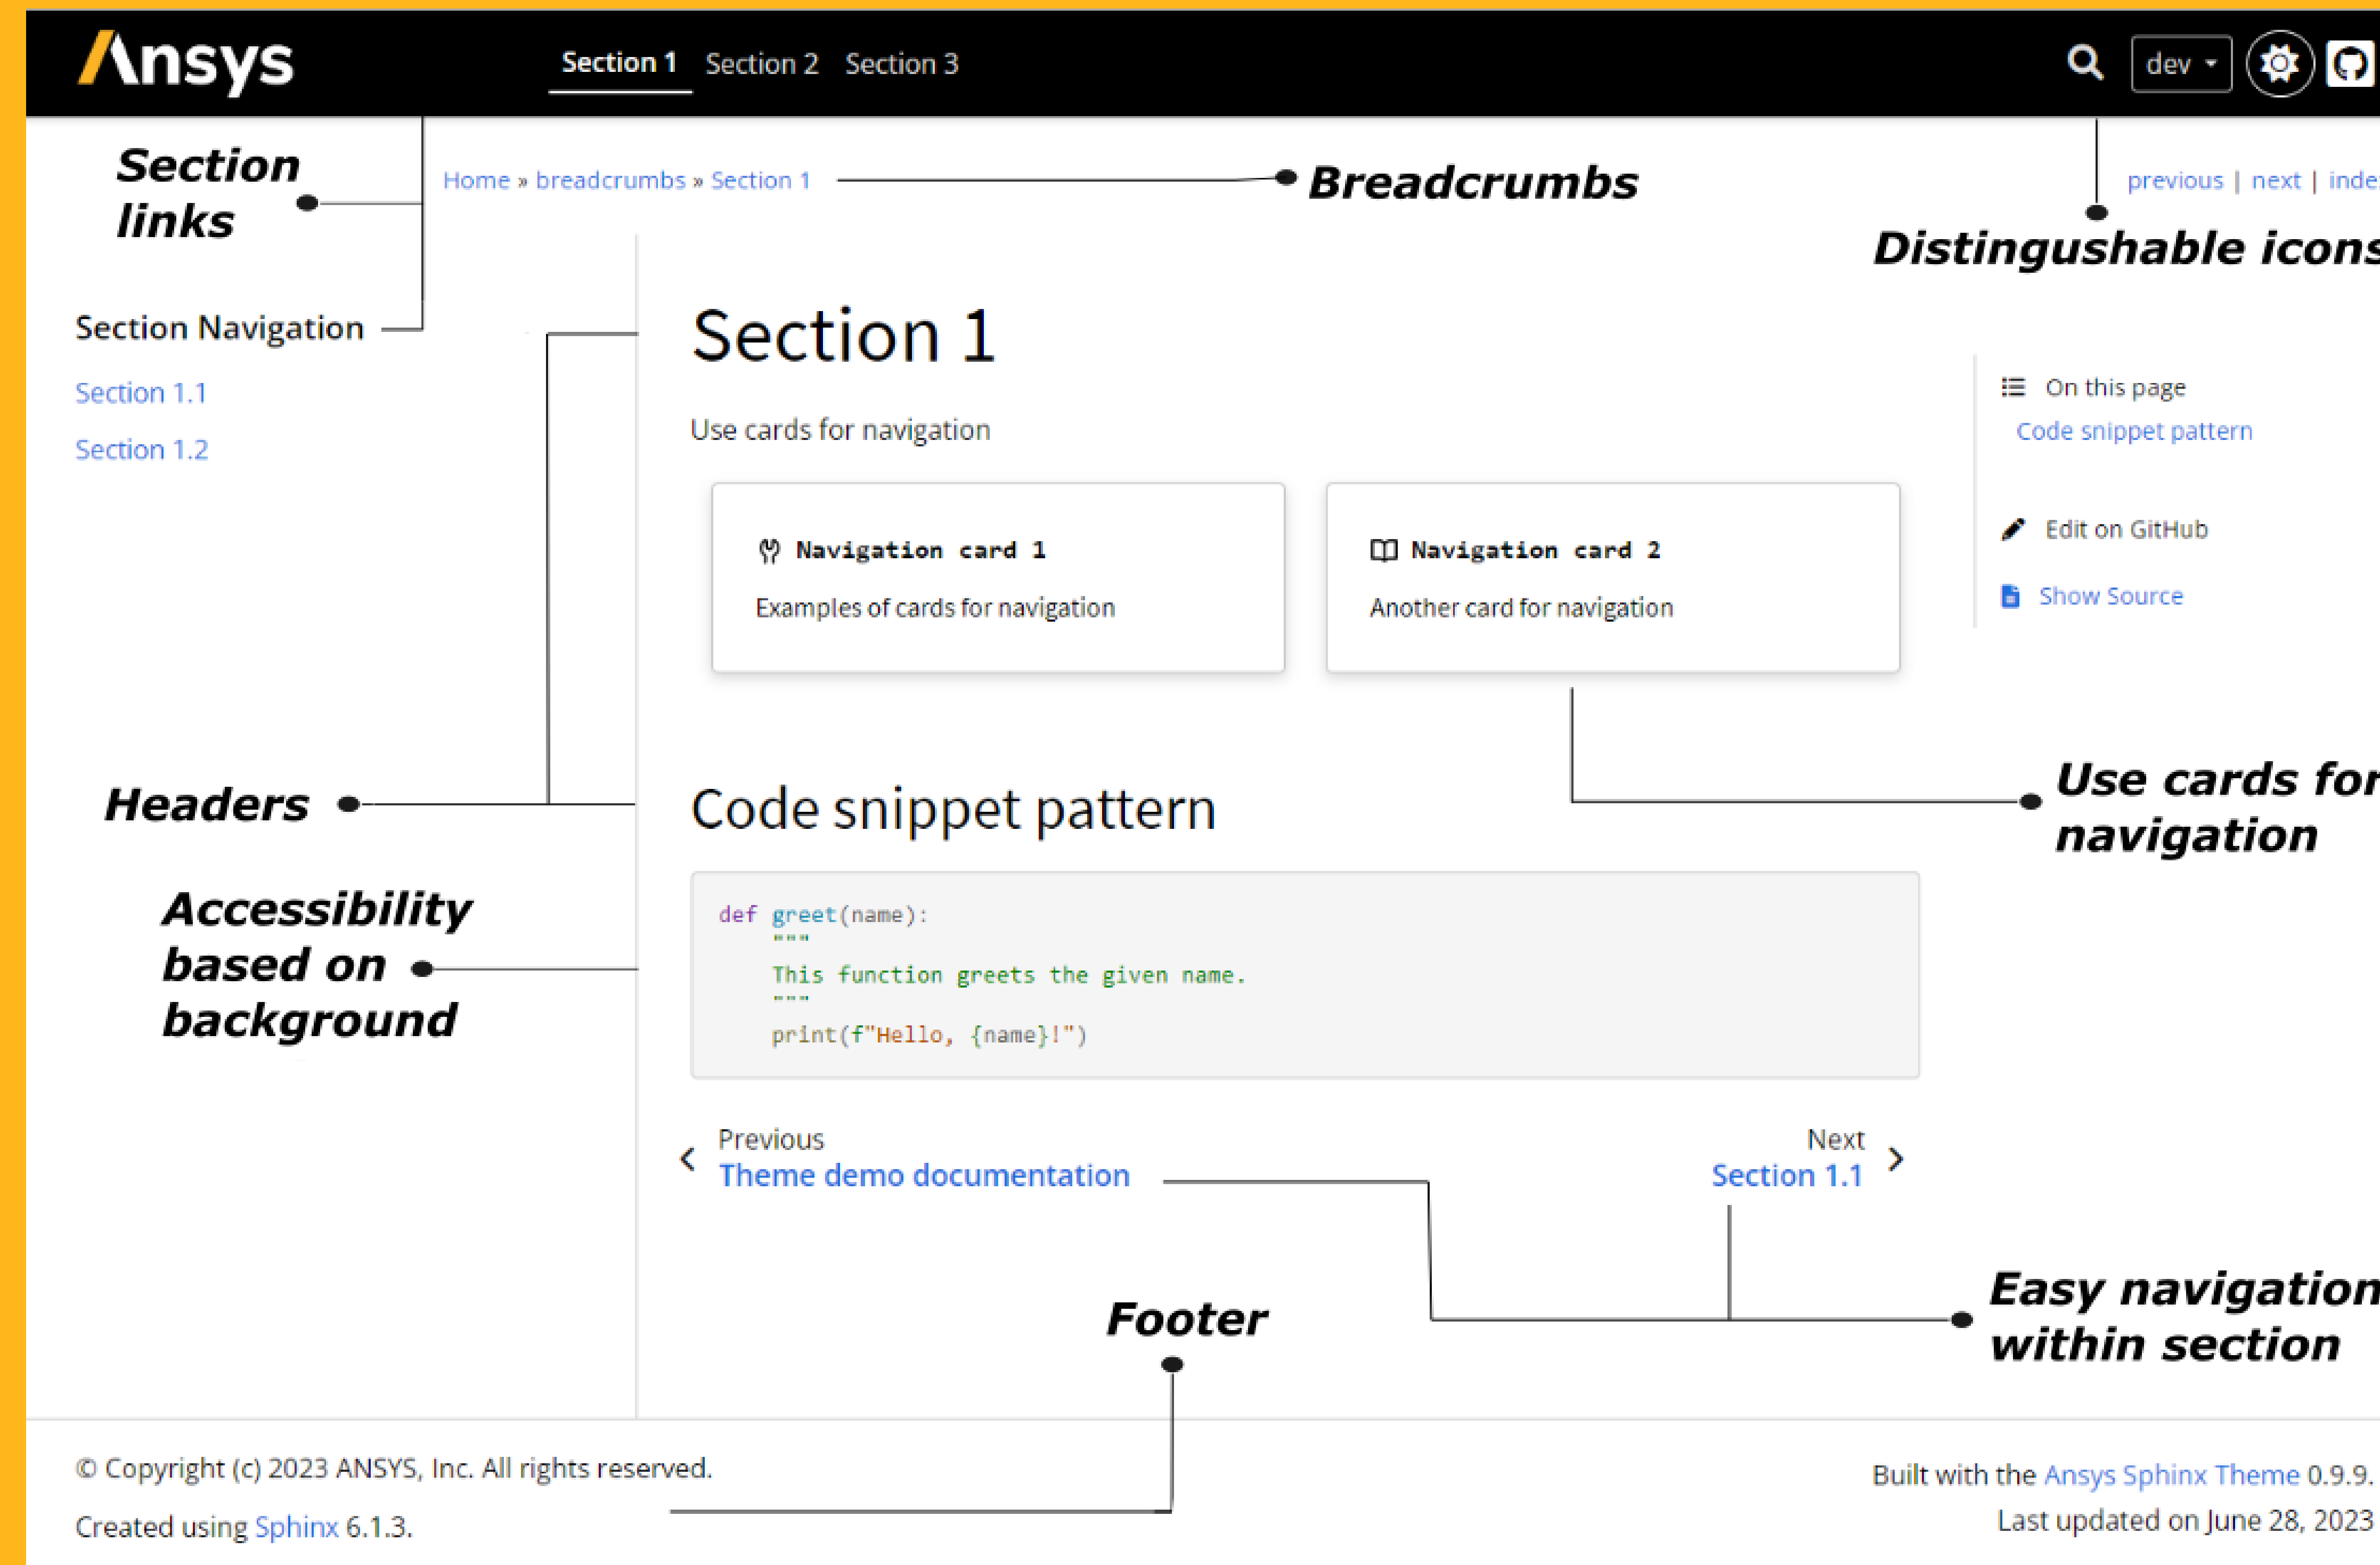 Ansys
Section 1 Section 2 Section 3
dev
Section
links
Home » breadcrumbs » Section 1
Breadcrumbs
previous | next |
Distingushable icons
Section Navigation
Section 1.1
Section 1.2
Section 1
Use cards for navigation
Navigation card 1
Examples of cards for navigation
Navigation card 2
Another card for navigation
On this page
Code snippet pattern
Edit on GitHub
Show Source
Use cards for
navigation
Headers
Code snippet pattern
Accessibility
based on
background
def greet(name):
"""
This function greets the given name.
"""
print(f"Hello, {name}!")
Previous
Theme demo documentation
Next
Section 1.1
Easy navigation
within section
Footer
© Copyright (c) 2023 ANSYS, Inc. All rights reserved.
Created using Sphinx 6.1.3.
Built with the Ansys Sphinx Theme 0.9.9.
Last updated on June 28, 2023